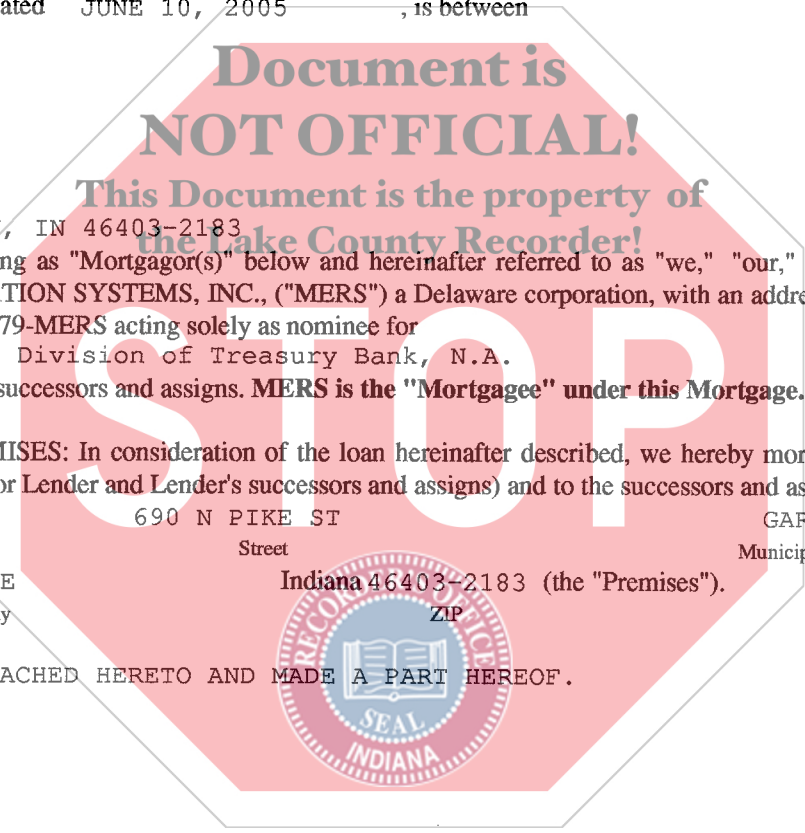 ated JUNE 10, 2005 , is between
Document is
NOT OFFICIAL!
This Document is the property of
, IN 46403-2183
the Lake County Recorder!
ng as "Mortgagor(s)" below and hereinafter referred to as "we," "our,"
TION SYSTEMS, INC., ("MERS") a Delaware corporation, with an addre
79-MERS acting solely as nominee for
Division of Treasury Bank, N.A.
successors and assigns. MERS is the "Mortgagee" under this Mortgage.
STOP
MISES: In consideration of the loan hereinafter described, we hereby mor
or Lender and Lender's successors and assigns) and to the successors and as
690 N PIKE ST GAR
Street Municip
E Indiana 46403-2183 (the "Premises").
y ZIP
RECORDER'S OFFICE
ACHED HERETO AND MADE A PART HEREOF.
SEAL
INDIANA